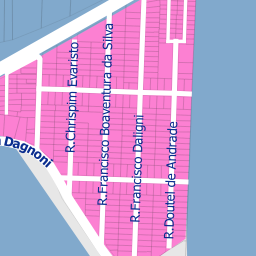 R.Chrispim Evaristo
R.Francisco Boaventura da Silva
R.Francisco Daligni
R.Doutel de Andrade
Dagnoni